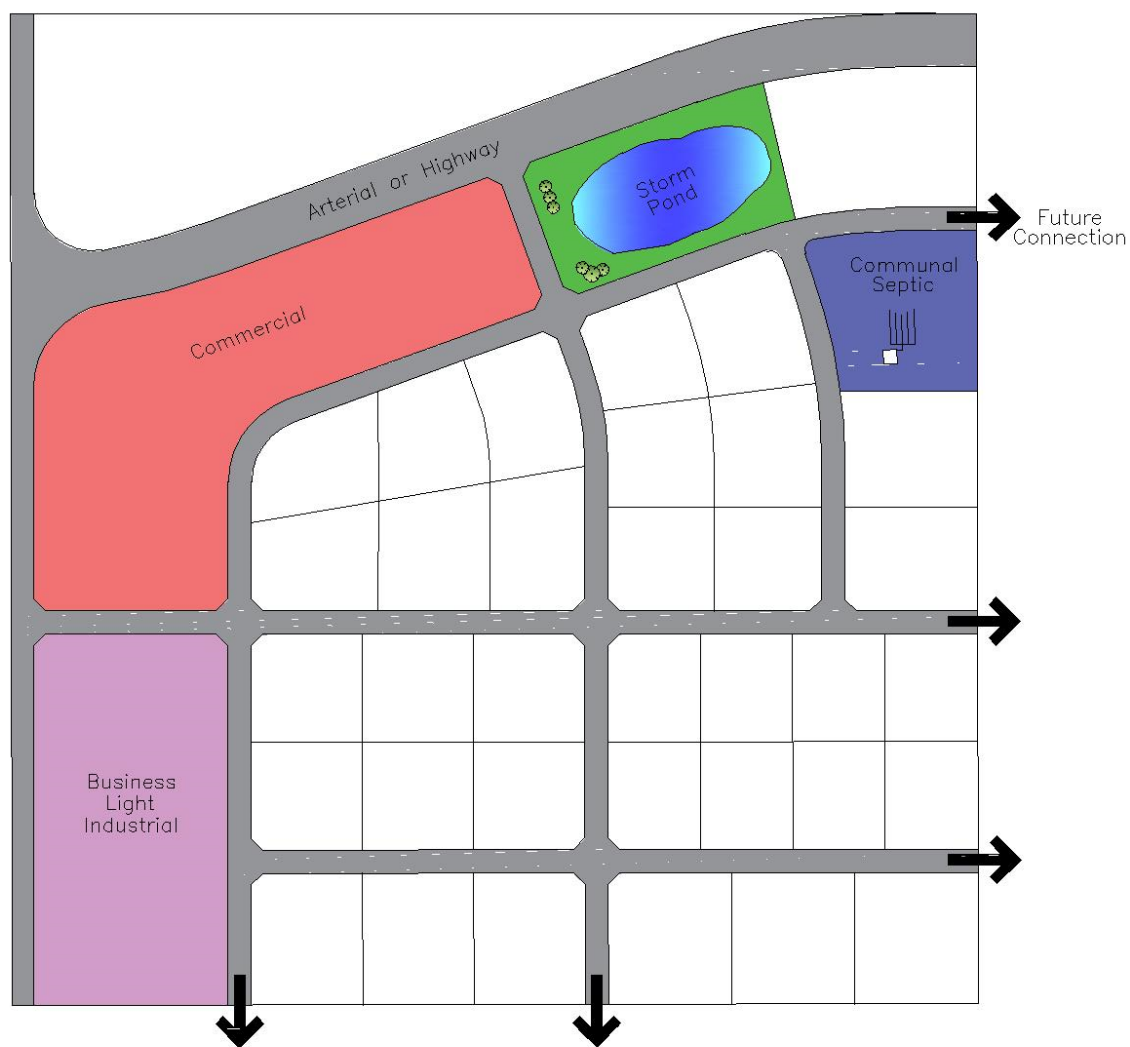 Arterial or Highway
Storm
Pond
Future
Connection
Communal
Septic
Commercial
Business
Light
Industrial